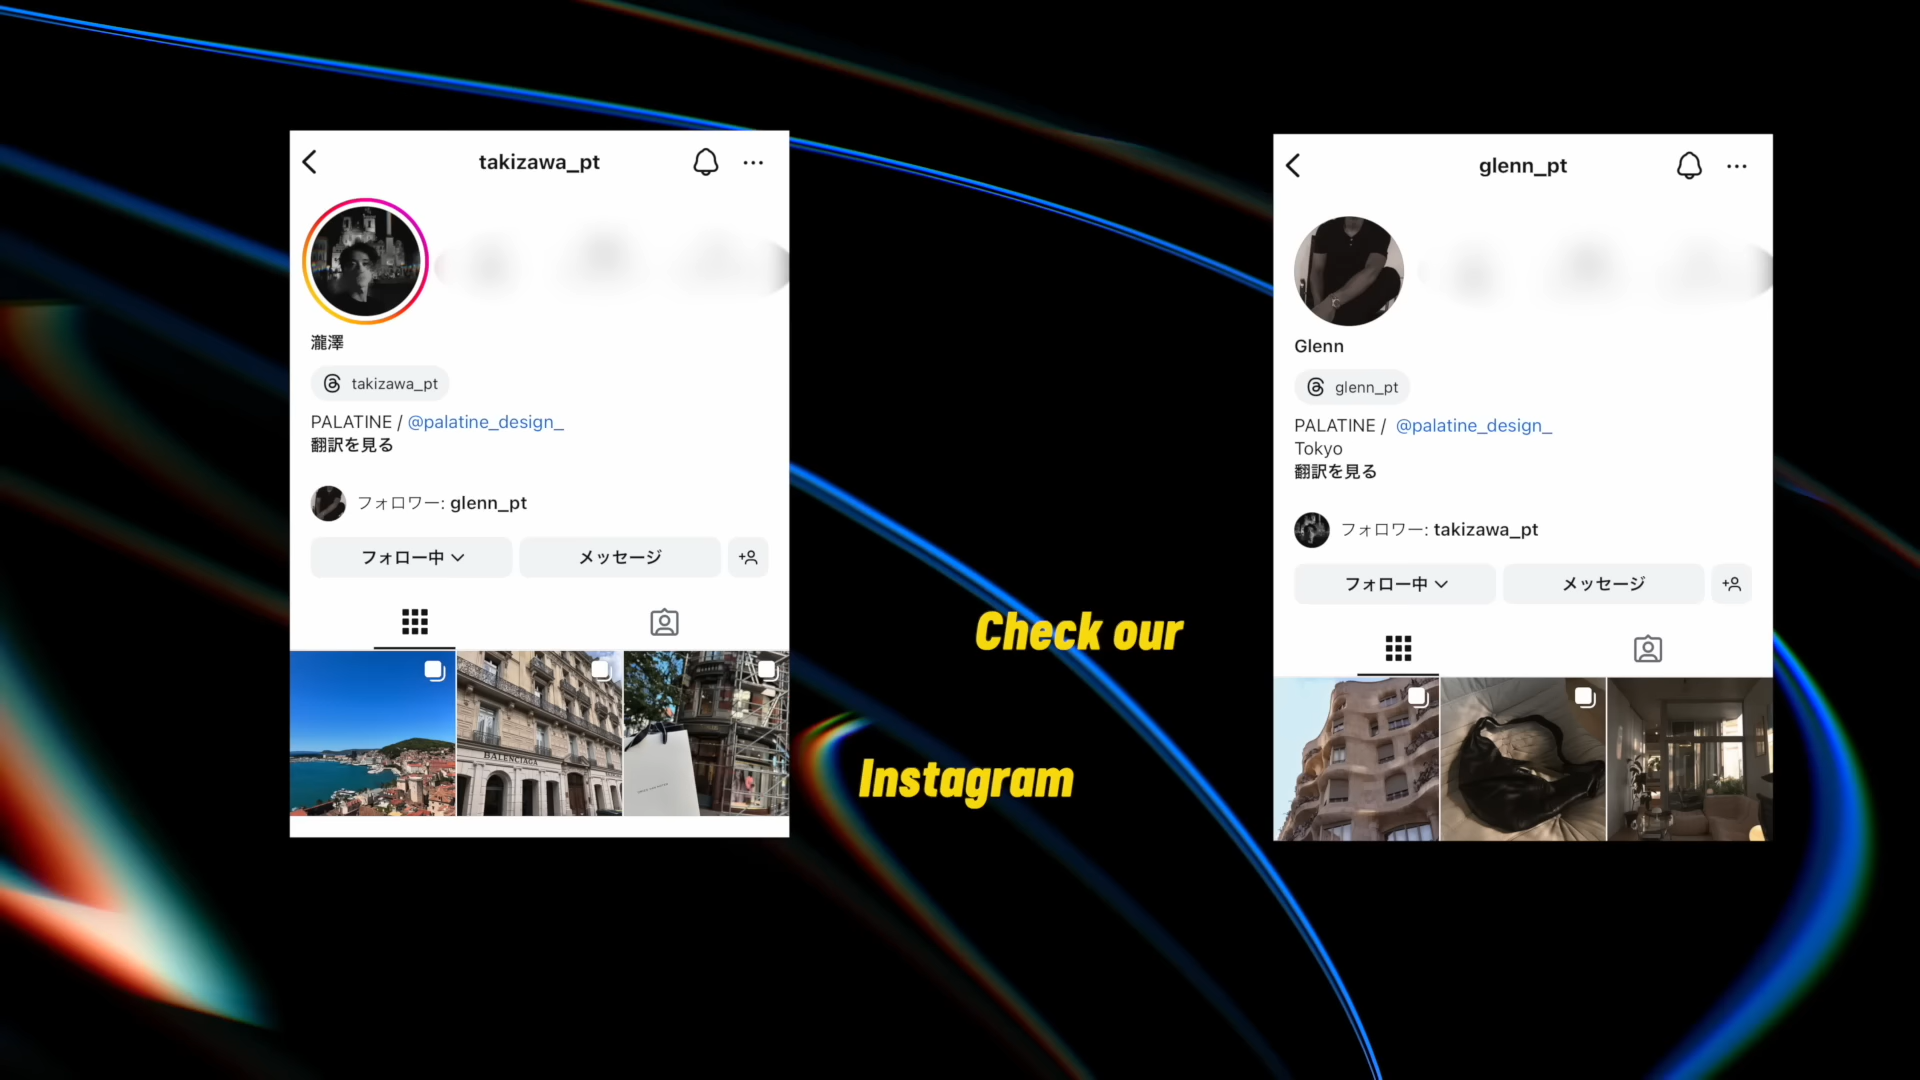 takizawa_pt
瀧澤
takizawa_pt
PALATINE / @palatine_design_
翻訳を見る
フォロワー: glenn_pt
フォロー中
メッセージ
BALENCIAGA
Check our
Instagram
glenn_pt
Glenn
glenn_pt
PALATINE / @palatine_design_
Tokyo
翻訳を見る
フォロワー: takizawa_pt
フォロー中
メッセージ